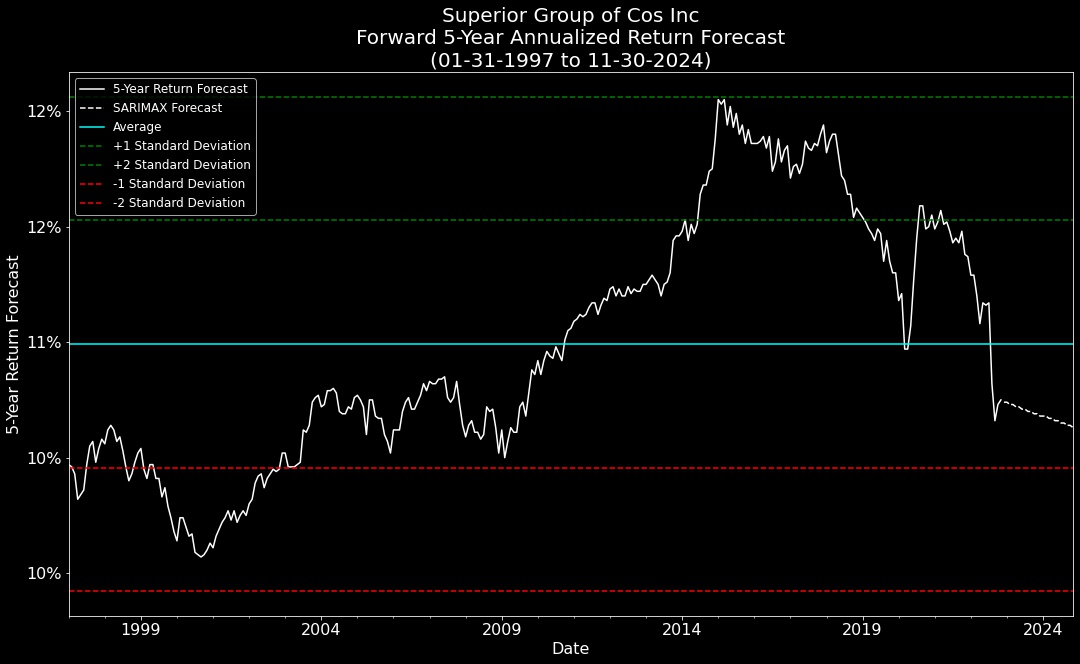 Superior Group of Cos Inc
Forward 5-Year Annualized Return Forecast
(01-31-1997 to 11-30-2024)
5-Year Return Forecast
SARIMAX Forecast
Average
+1 Standard Deviation
+2 Standard Deviation
-1 Standard Deviation
-2 Standard Deviation
12%
12%
11%
10%
10%
5-Year Return Forecast
1999
2004
2009
2014
2019
2024
Date